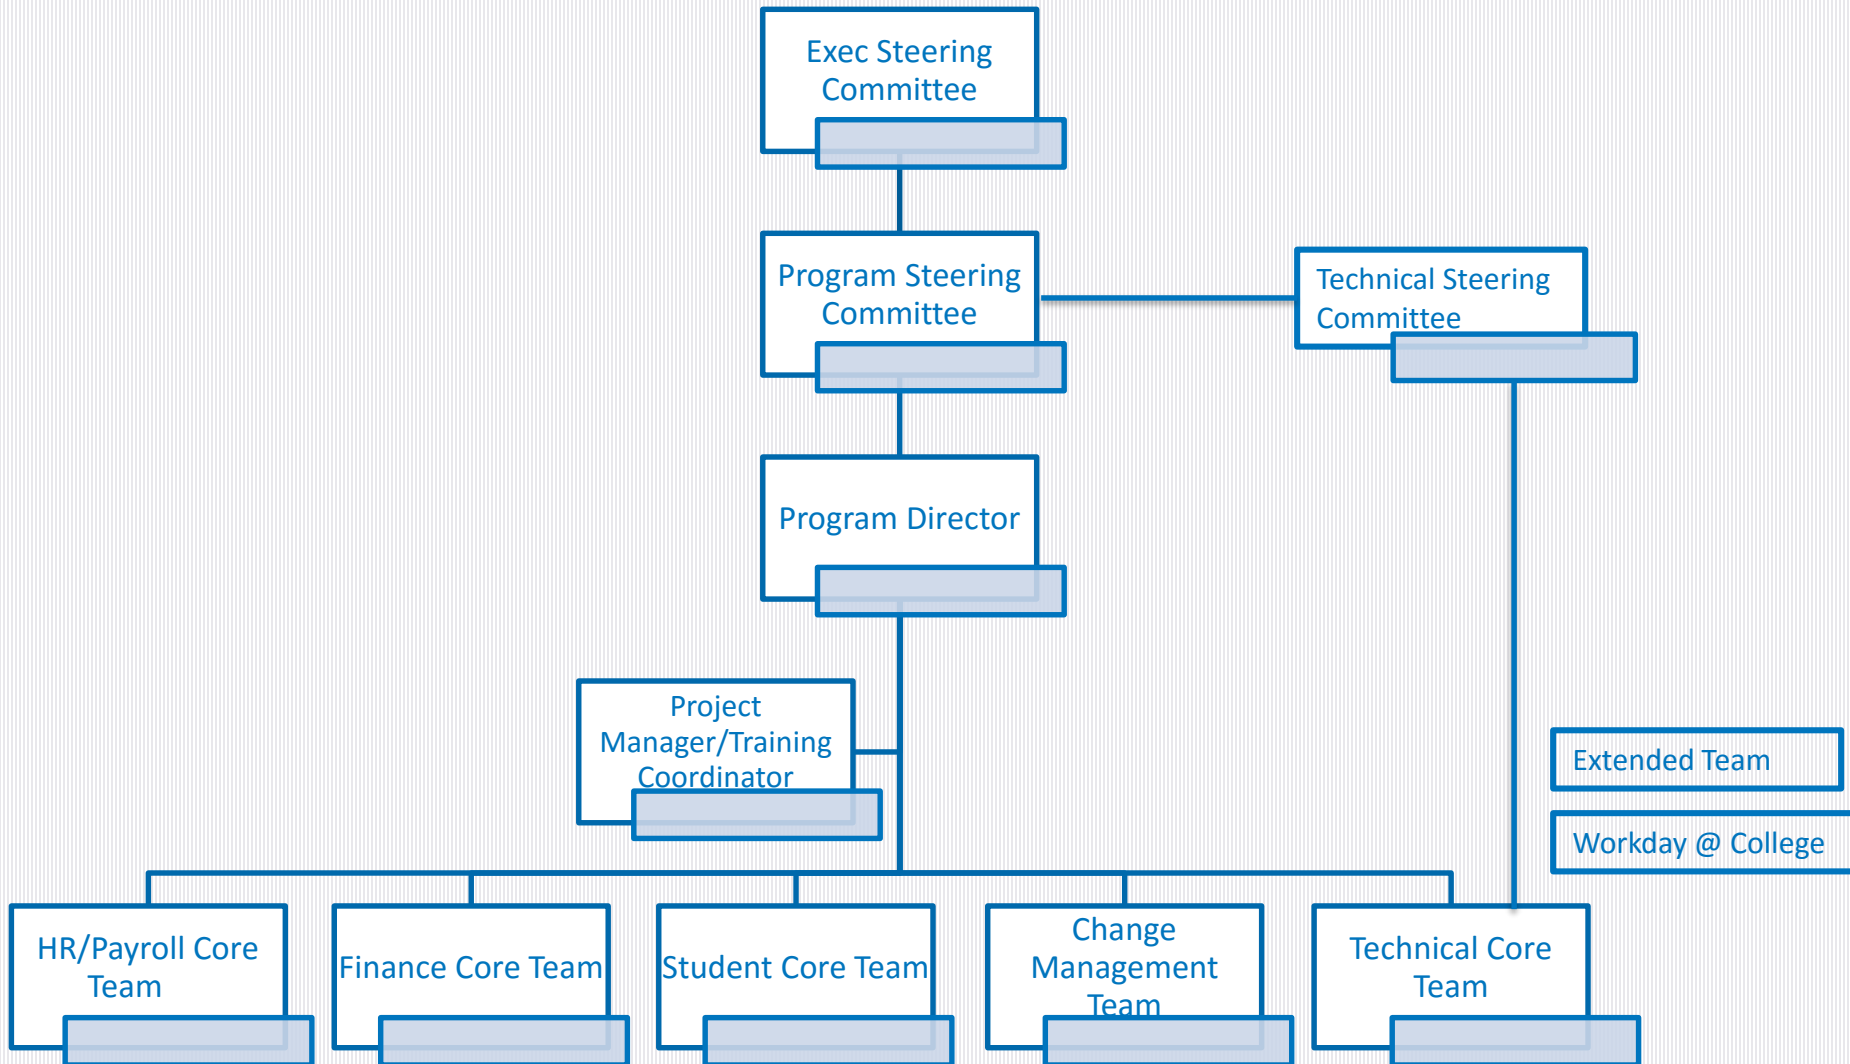 Exec Steering
Committee
Program Steering
Committee
Technical Steering
Committee
Program Director
Project
Manager/Training
Coordinator
Extended Team
Workday @ College
HR/Payroll Core
Team
Finance Core Team
Student Core Team
Change
Management
Team
Technical Core
Team